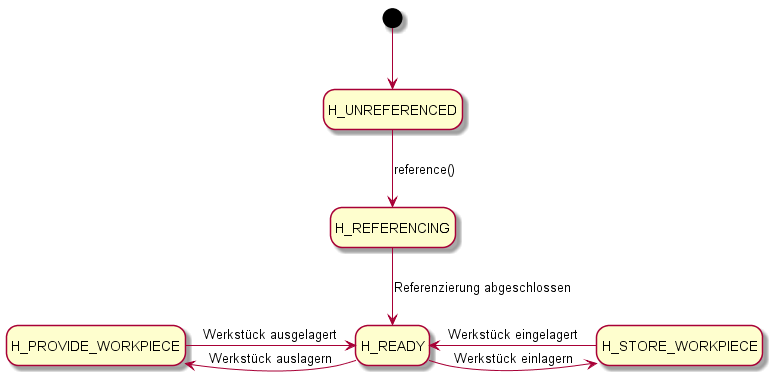 H_UNREFERENCED
reference()
H_REFERENCING
Referenzierung abgeschlossen
Werkstück ausgelagert
Werkstück eingelagert
H_PROVIDE_WORKPIECE
H_READY
H_STORE_WORKPIECE
Werkstück auslagern
Werkstück einlagern